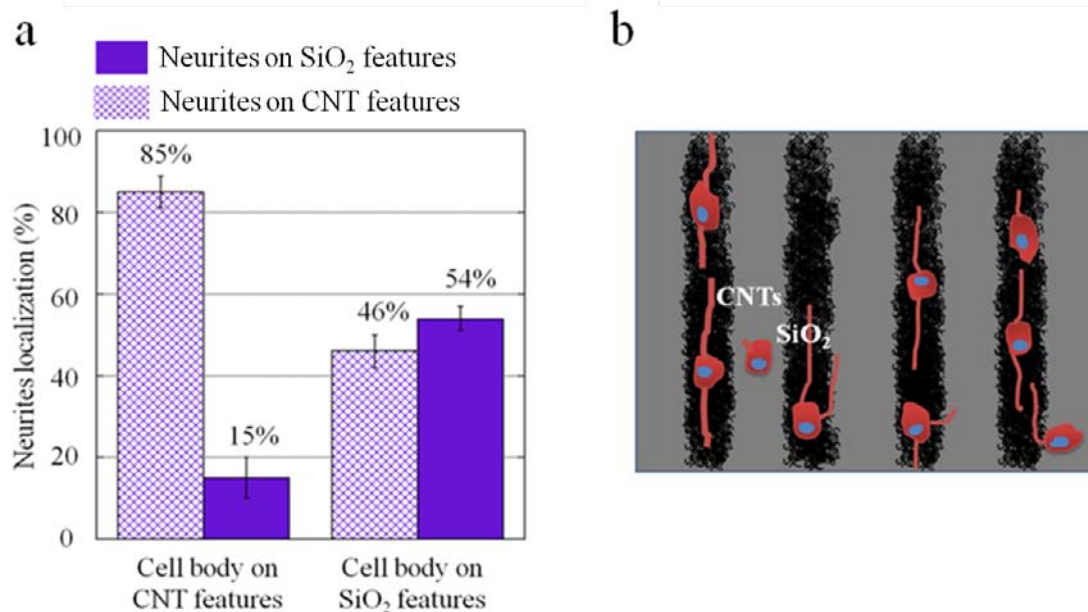 a
Neurites on SiO₂ features
Neurites on CNT features
Neurites localization (%)
100
80
60
40
20
0
85%
15%
46%
54%
Cell body on
CNT features
Cell body on
SiO₂ features
b
CNTs
SiO₂